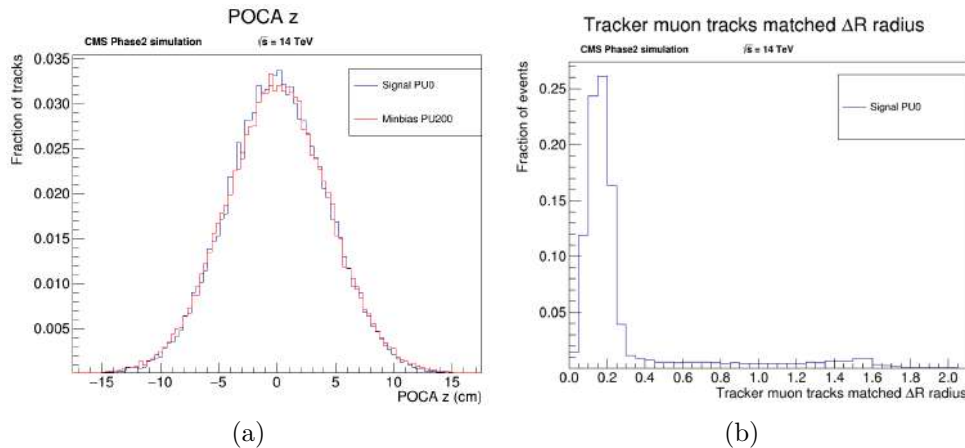 POCA z
CMS Phase2 simulation √s = 14 TeV
Fraction of tracks
0.035
0.030
0.025
0.020
0.015
0.010
0.005
Signal PU0
Minbias PU200
−15 −10 −5 0 5 10 15
POCA z (cm)
(a)
Tracker muon tracks matched ΔR radius
CMS Phase2 simulation √s = 14 TeV
Fraction of events
0.25
0.20
0.15
0.10
0.05
Signal PU0
0.0 0.2 0.4 0.6 0.8 1.0 1.2 1.4 1.6 1.8 2.0
Tracker muon tracks matched ΔR radius
(b)